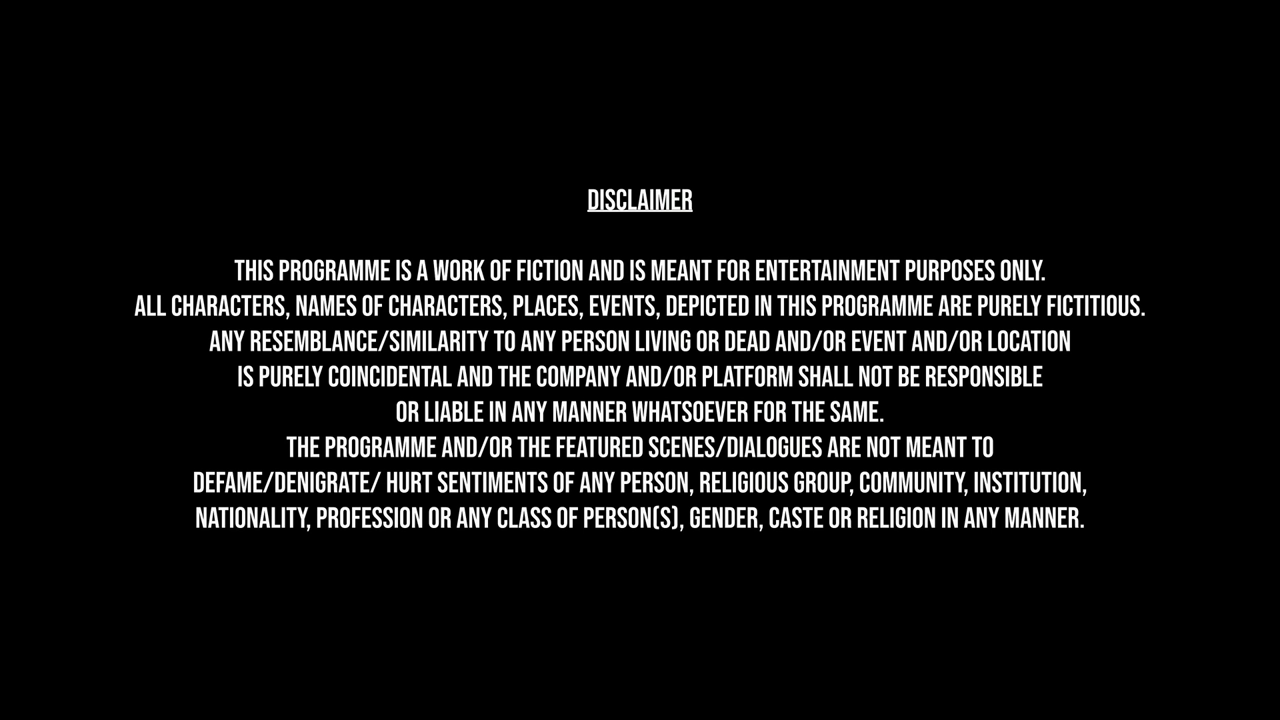 DISCLAIMER
THIS PROGRAMME IS A WORK OF FICTION AND IS MEANT FOR ENTERTAINMENT PURPOSES ONLY.
ALL CHARACTERS, NAMES OF CHARACTERS, PLACES, EVENTS, DEPICTED IN THIS PROGRAMME ARE PURELY FICTITIOUS.
ANY RESEMBLANCE/SIMILARITY TO ANY PERSON LIVING OR DEAD AND/OR EVENT AND/OR LOCATION
IS PURELY COINCIDENTAL AND THE COMPANY AND/OR PLATFORM SHALL NOT BE RESPONSIBLE
OR LIABLE IN ANY MANNER WHATSOEVER FOR THE SAME.
THE PROGRAMME AND/OR THE FEATURED SCENES/DIALOGUES ARE NOT MEANT TO
DEFAME/DENIGRATE/ HURT SENTIMENTS OF ANY PERSON, RELIGIOUS GROUP, COMMUNITY, INSTITUTION,
NATIONALITY, PROFESSION OR ANY CLASS OF PERSON(S), GENDER, CASTE OR RELIGION IN ANY MANNER.